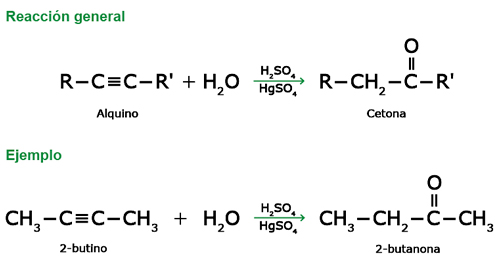 Reacción general
O
H₂SO₄
R–C≡C–R' + H₂O → R–CH₂–C–R'
HgSO₄
Alquino Cetona
Ejemplo
O
H₂SO₄
CH₃–C≡C–CH₃ + H₂O → CH₃–CH₂–C–CH₃
HgSO₄
2-butino 2-butanona